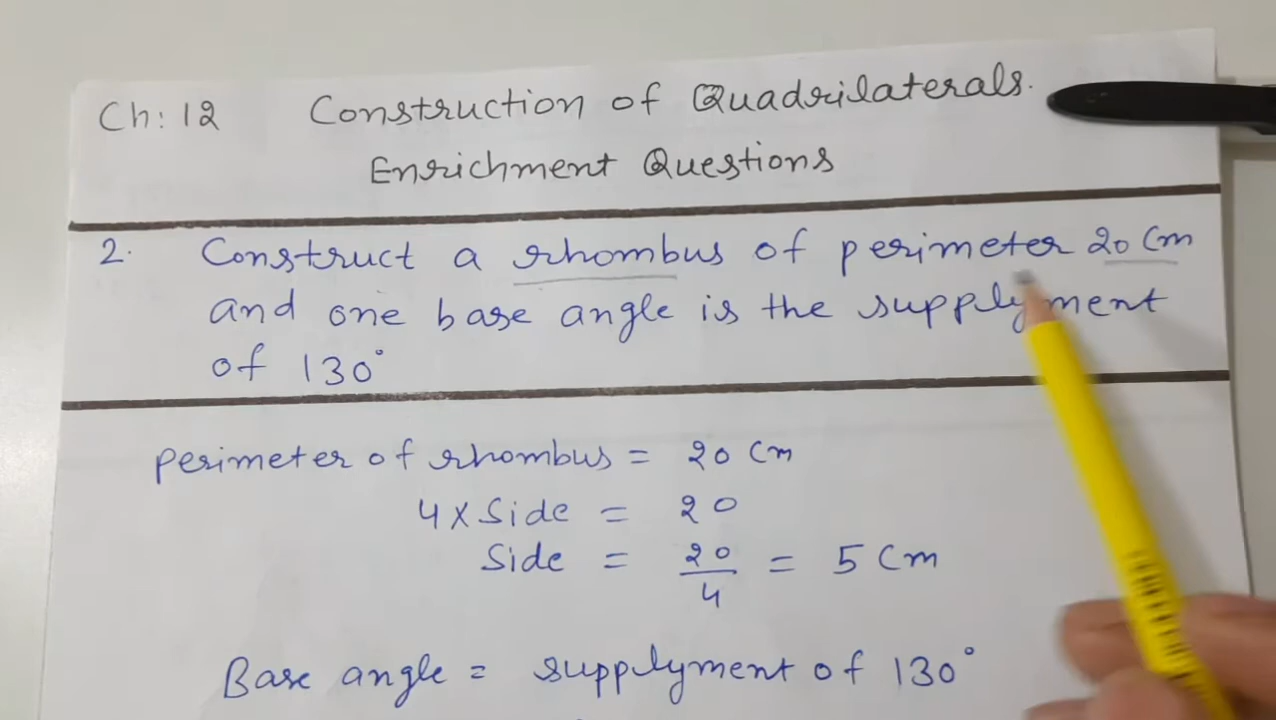 Ch: 12 Construction of Quadrilaterals.
Enrichment Questions
2. Construct a rhombus of perimeter 20 Cm
and one base angle is the supplyment
of 130°
perimeter of rhombus = 20 Cm
4 x Side = 20
Side = 20/4 = 5 Cm
Base angle = supplyment of 130°